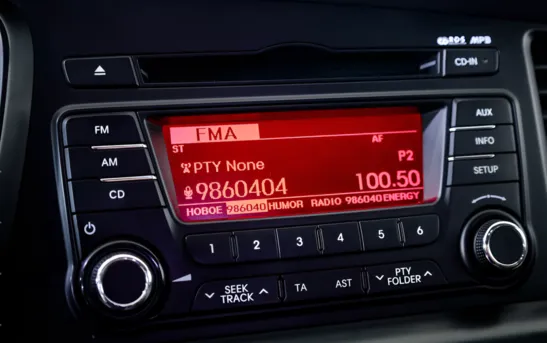 RDS MP3
CD-IN
FM
AM
CD
FMA
ST
AF
PTY None
P2
9860404
100.50
HOBOE 986040 HUMOR RADIO 986040 ENERGY
AUX
INFO
SETUP
1 2 3 4 5 6
SEEK
TRACK
TA AST
PTY
FOLDER